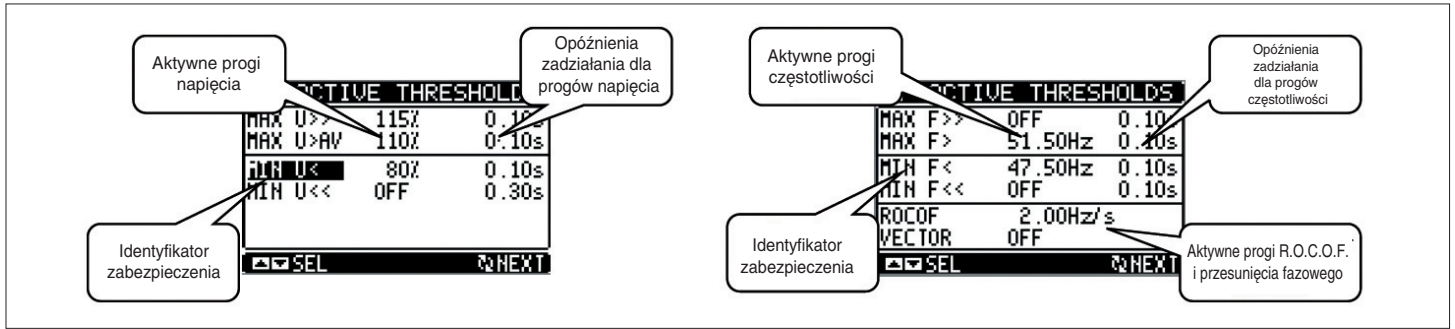 Aktywne progi
napięcia
Opóźnienia
zadziałania dla
progów napięcia
THRESHOLD
MAX U>> 115% 0.10s
MAX U>AV 110% 0.10s
MIN U< 80% 0.10s
MIN U<< OFF 0.30s
Identyfikator
zabezpieczenia
SEL NEXT
Aktywne progi
częstotliwości
Opóźnienia
zadziałania
dla progów
częstotliwości
ACTIVE THRESHOLDS
MAX F>> OFF 0.10
MAX F> 51.50Hz 0.10s
MIN F< 47.50Hz 0.10s
MIN F<< OFF 0.10s
ROCOF 2.00Hz/s
VECTOR OFF
Identyfikator
zabezpieczenia
Aktywne progi R.O.C.O.F.
i przesunięcia fazowego
SEL NEXT